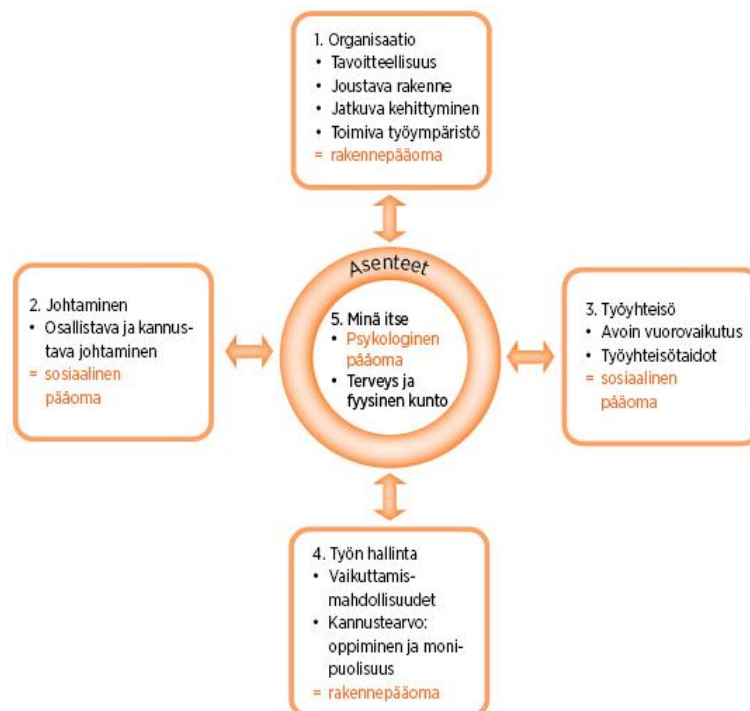 1. Organisaatio
• Tavoitteellisuus
• Joustava rakenne
• Jatkuva kehittyminen
• Toimiva työympäristö
= rakennepääoma
Asenteet
2. Johtaminen
• Osallistava ja kannus-
tava johtaminen
= sosiaalinen
pääoma
5. Minä itse
• Psykologinen
pääoma
• Terveys ja
fyysinen kunto
3. Työyhteisö
• Avoin vuorovaikutus
• Työyhteisötaidot
= sosiaalinen
pääoma
4. Työn hallinta
• Vaikuttamis-
mahdollisuudet
• Kannustearvo:
oppiminen ja moni-
puolisuus
= rakennepääoma